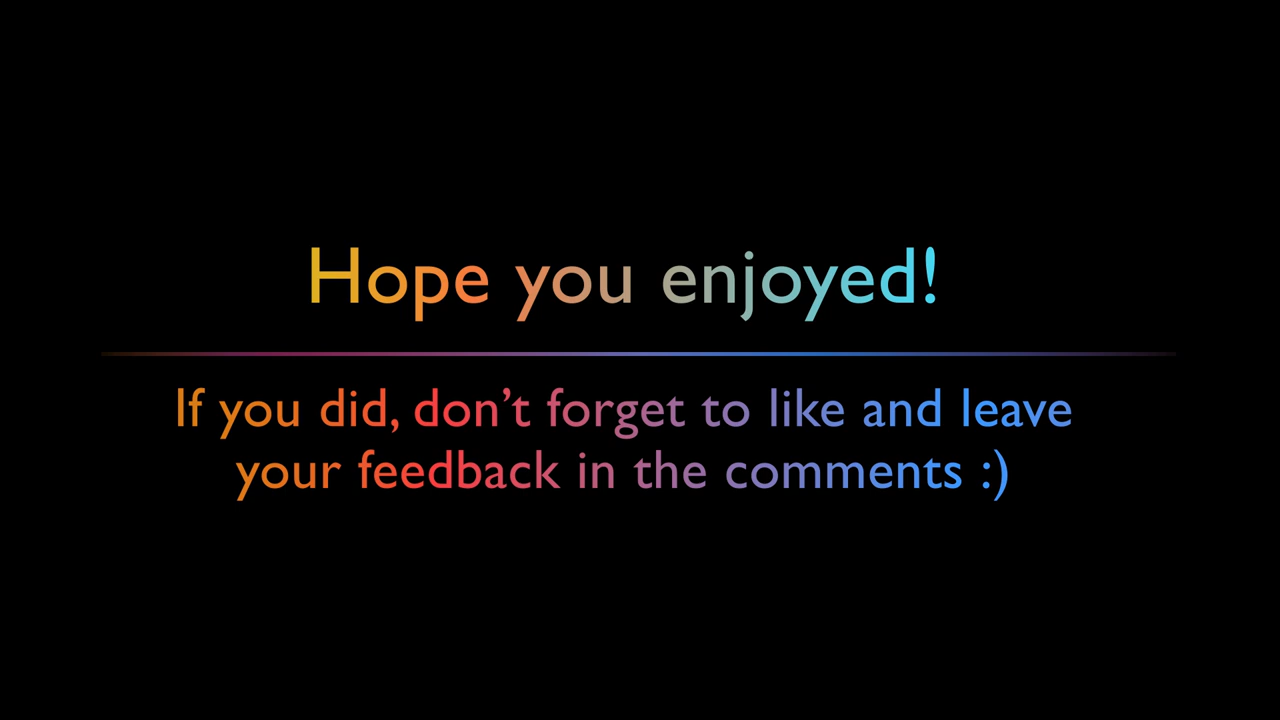 Hope you enjoyed!
If you did, don’t forget to like and leave
your feedback in the comments :)